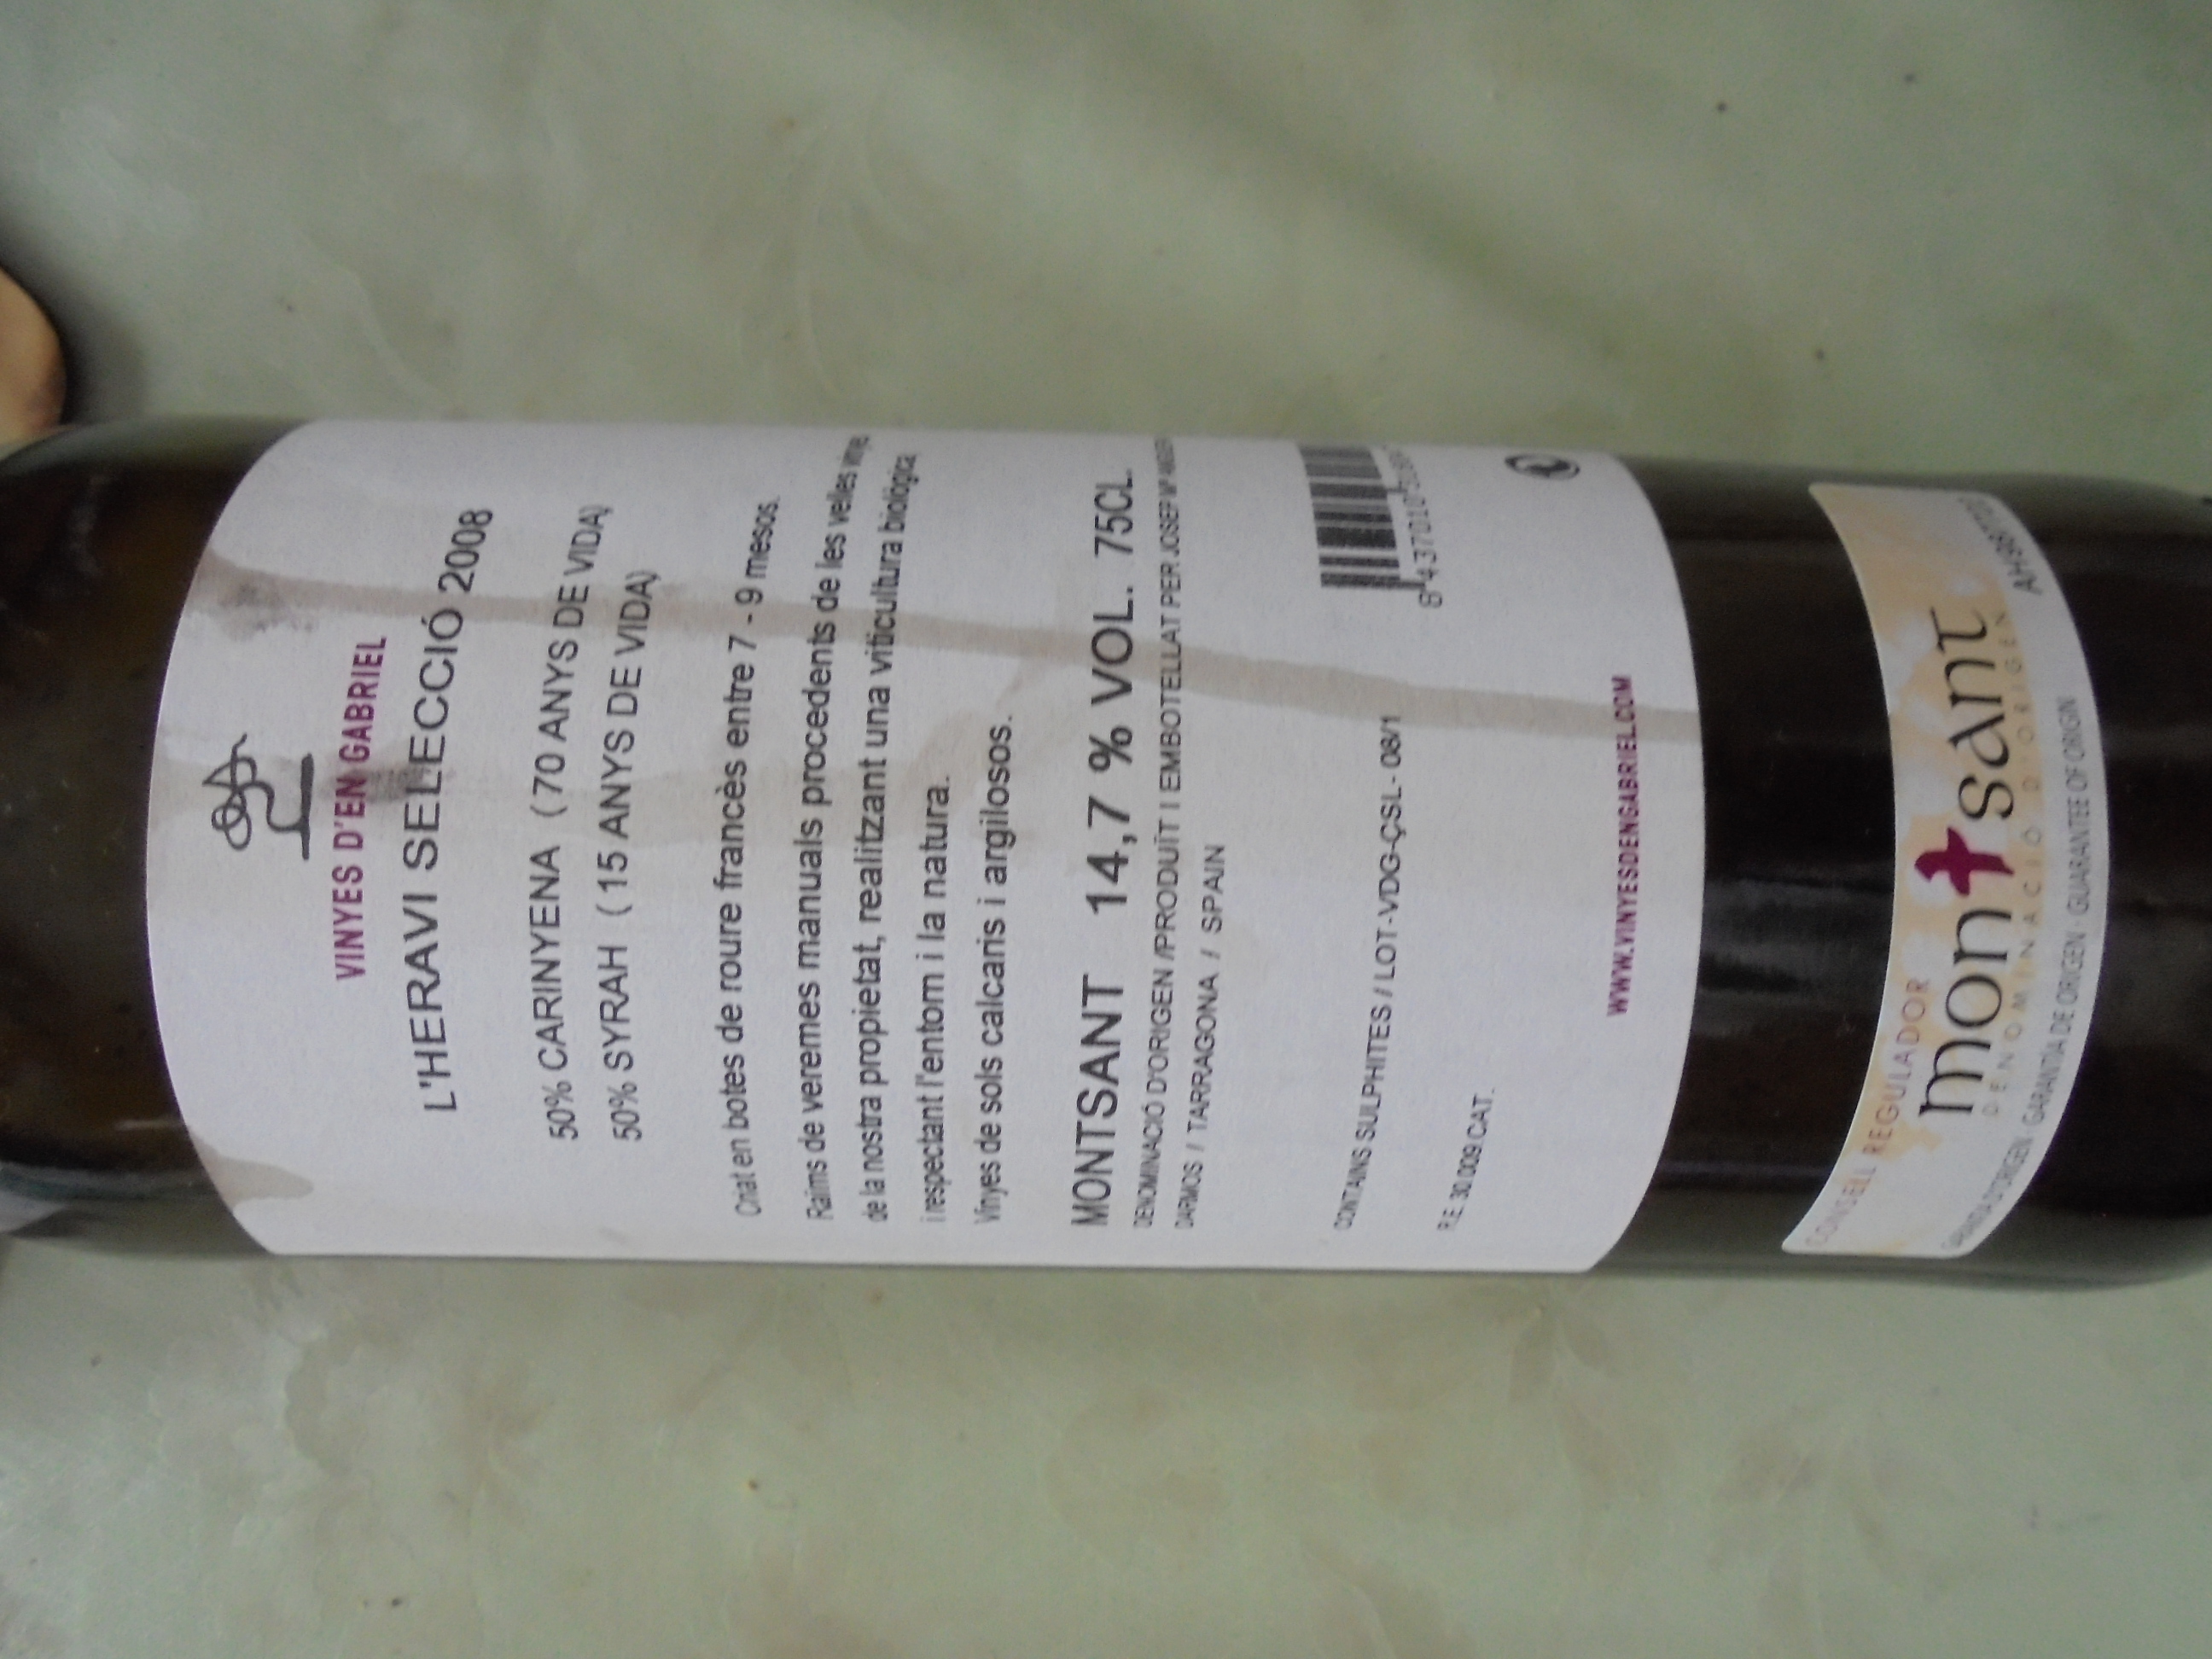 VINYES D'EN GABRIEL
L'HERAVI SELECCIÓ 2008
50% CARINYENA (70 ANYS DE VIDA)
50% SYRAH (15 ANYS DE VIDA)
Criat en botes de roure francès entre 7 - 9 mesos.
Raïms de veremes manuals procedents de les velles
de la nostra propietat, realitzant una viticultura biològica
i respectant l'entorn i la natura.
Vinyes de sols calcaris i argilosos.
MONTSANT 14,7 % VOL. 75CL.
DENOMINACIÓ D'ORIGEN /PRODUÏT I EMBOTELLAT PER JOSEP Mª
DARMOS / TARRAGONA / SPAIN
8 437010
CONTAINS SULPHITES / LOT-VDG-ÇSL- 08/1
R.E. 30.009.CAT.
WWW.VINYESDENGABRIEL.COM
CONSELL REGULADOR
montsant
DENOMINACIÓ D'ORIGEN
GARANTIA D'ORIGEN · GARANTIA DE ORIGEN · GUARANTEE OF ORIGIN